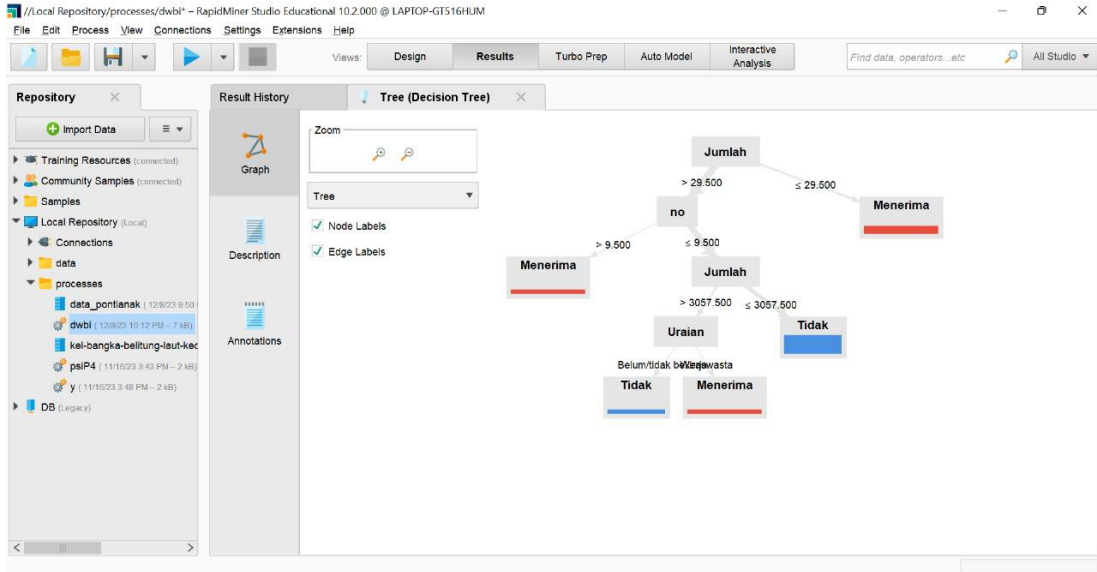 //Local Repository/processes/dwbi* – RapidMiner Studio Educational 10.2.000 @ LAPTOP-GT516HUM
File Edit Process View Connections Settings Extensions Help
Views: Design Results Turbo Prep Auto Model Interactive Analysis
Find data, operators...etc
All Studio
Repository
Result History
Tree (Decision Tree)
Import Data
Training Resources (connected)
Community Samples (connected)
Samples
Local Repository (Local)
Connections
data
processes
data_pontianak ( 12/8/23 9:50
dwbi ( 12/8/23 10:12 PM – 7 kB)
kel-bangka-belitung-laut-kec
psiP4 ( 11/16/23 3:43 PM – 2 kB)
y ( 11/16/23 3:48 PM – 2 kB)
DB (Legacy)
Graph
Description
Annotations
Zoom
Tree
Node Labels
Edge Labels
Jumlah
> 29.500
≤ 29.500
no
Menerima
> 9.500
≤ 9.500
Menerima
Jumlah
> 3057.500
≤ 3057.500
Uraian
Tidak
Belum/tidak bekerja
Wiraswasta
Tidak
Menerima